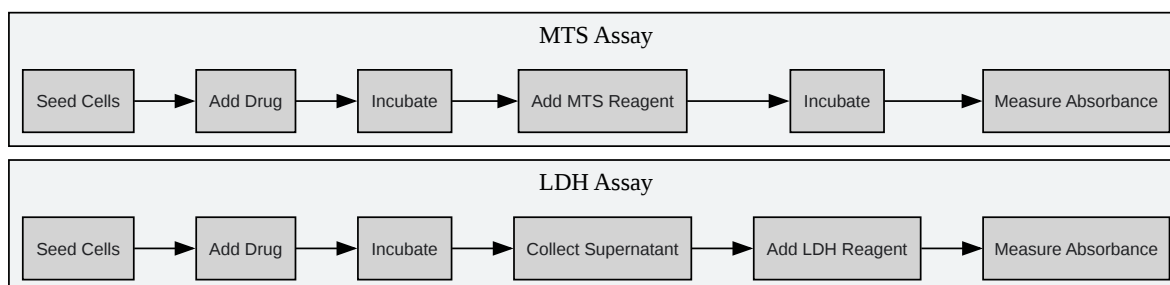 MTS Assay
Seed Cells
Add Drug
Incubate
Add MTS Reagent
Incubate
Measure Absorbance
LDH Assay
Seed Cells
Add Drug
Incubate
Collect Supernatant
Add LDH Reagent
Measure Absorbance